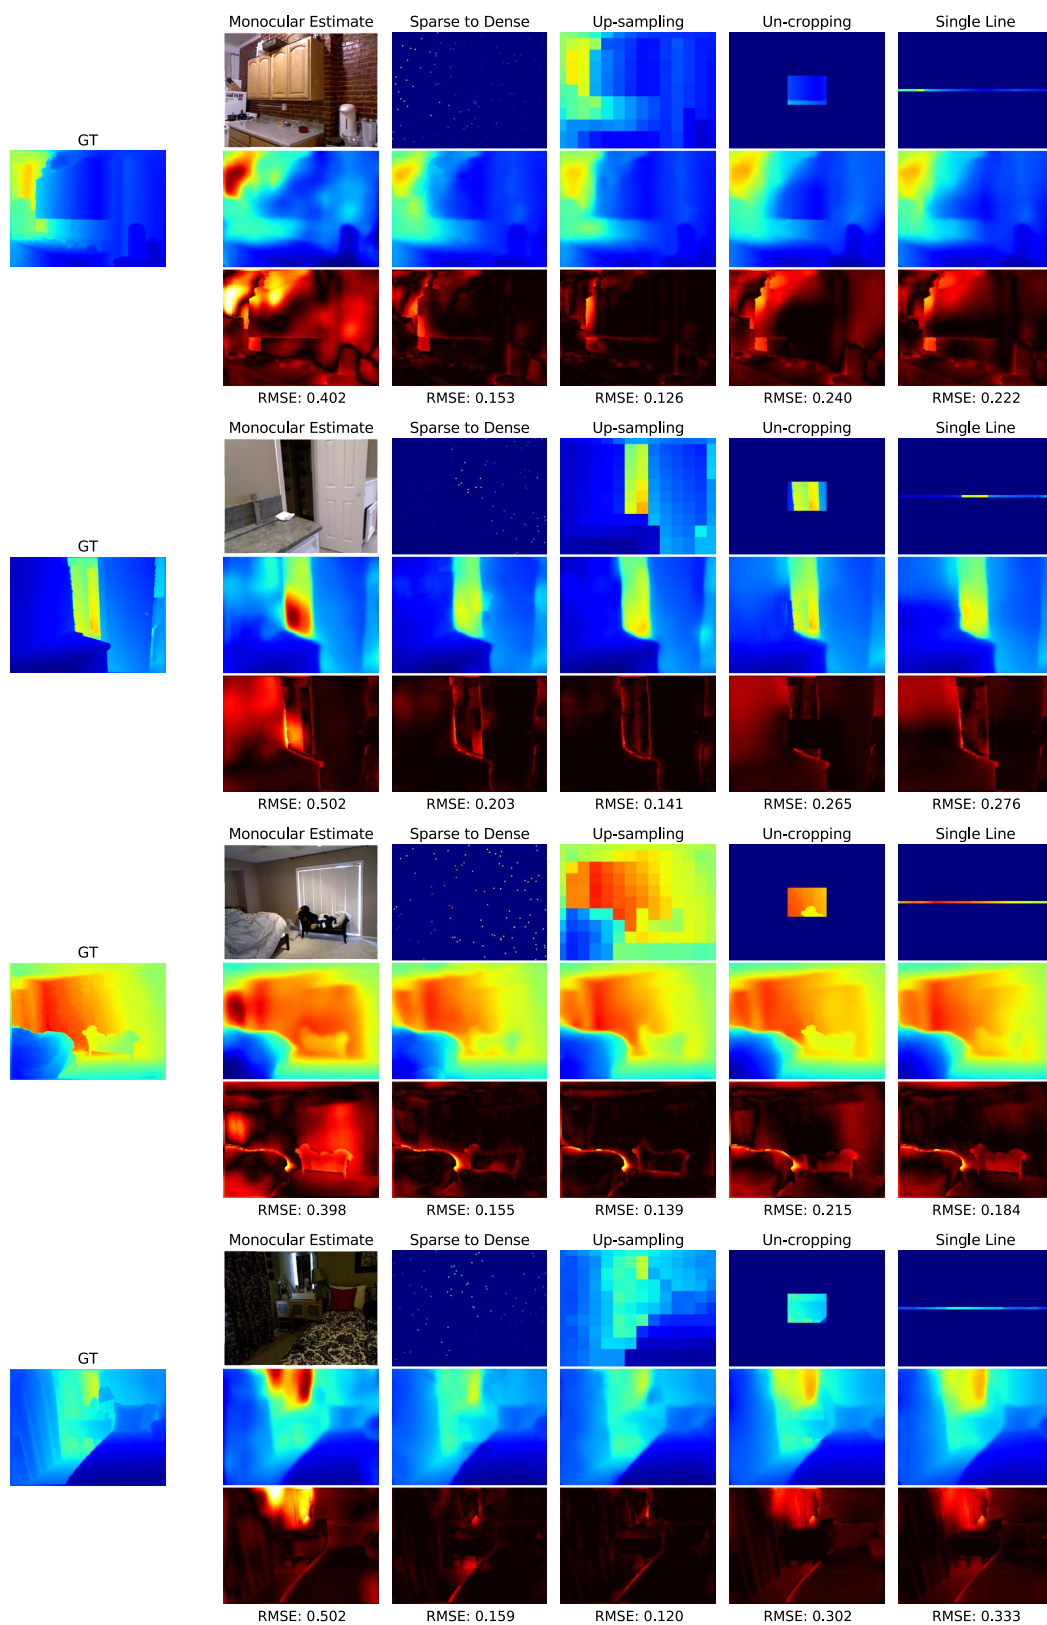 Monocular Estimate Sparse to Dense Up-sampling Un-cropping Single Line
GT
RMSE: 0.402 RMSE: 0.153 RMSE: 0.126 RMSE: 0.240 RMSE: 0.222
Monocular Estimate Sparse to Dense Up-sampling Un-cropping Single Line
GT
RMSE: 0.502 RMSE: 0.203 RMSE: 0.141 RMSE: 0.265 RMSE: 0.276
Monocular Estimate Sparse to Dense Up-sampling Un-cropping Single Line
GT
RMSE: 0.398 RMSE: 0.155 RMSE: 0.139 RMSE: 0.215 RMSE: 0.184
Monocular Estimate Sparse to Dense Up-sampling Un-cropping Single Line
GT
RMSE: 0.502 RMSE: 0.159 RMSE: 0.120 RMSE: 0.302 RMSE: 0.333